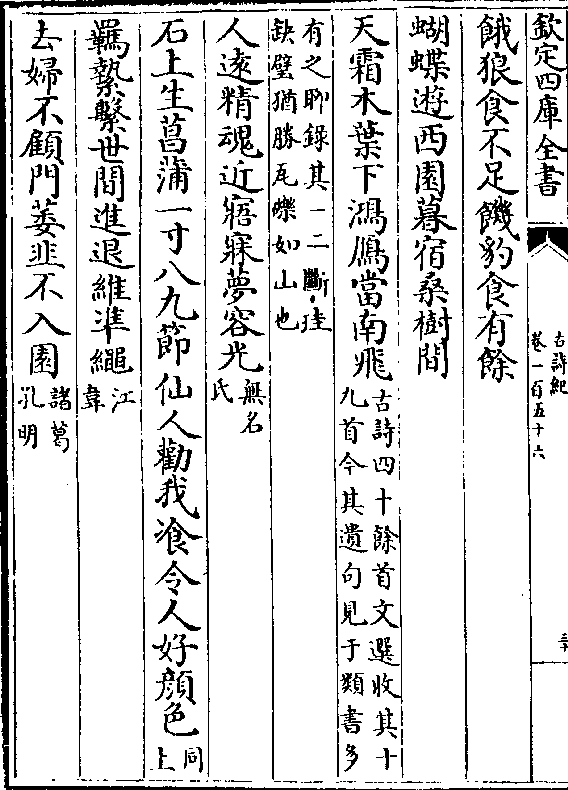 欽定四庫全書
古詩紀
卷一百五十六
餓狼食不足饑豹食有餘
蝴蝶遊西園暮宿桑樹間
天霜木葉下鴻鴈當南飛
古詩四十餘首文選收其十
九首今其遺句見于類書多
有之聊錄其一二斷珪
缺璧猶勝瓦礫如山也
人遠精魂近寤寐夢容光
無名
氏
石上生菖蒲一寸八九節仙人勸我飡令人好顔色
同
上
羈縶繫世間進退維準繩
江
韋
去婦不顧門萎韭不入園
諸葛
孔明